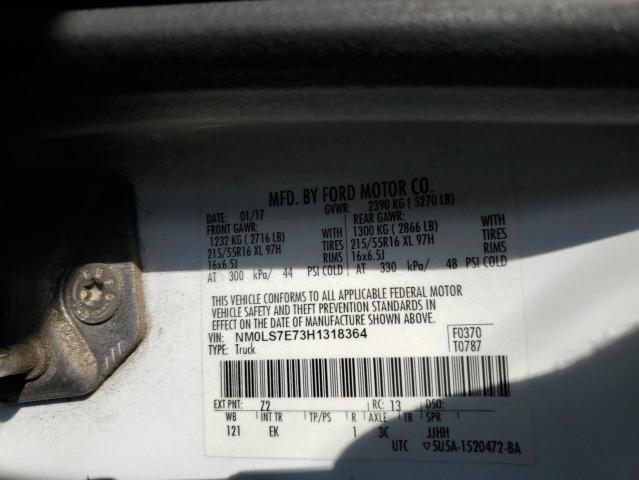 MFD. BY FORD MOTOR CO.
DATE: 01/17 GVWR: 2390 KG ( 5270 LB)
FRONT GAWR: REAR GAWR:
1232 KG ( 2716 LB) WITH 1300 KG ( 2866 LB) WITH
215/55R16 XL 97H TIRES 215/55R16 XL 97H TIRES
16x6.5J RIMS 16x6.5J RIMS
AT 300 kPa/ 44 PSI COLD AT 330 kPa/ 48 PSI COLD
THIS VEHICLE CONFORMS TO ALL APPLICABLE FEDERAL MOTOR
VEHICLE SAFETY AND THEFT PREVENTION STANDARDS IN
EFFECT ON THE DATE OF MANUFACTURE SHOWN ABOVE.
VIN: NM0LS7E73H1318364 F0370
TYPE: Truck T0787
EXT PNT: Z2 RC: 13 DSO:
WB INT TR TP/PS R AXLE TR SPR
121 EK 1 3C JJHH
UTC ▽5U5A-1520472-BA